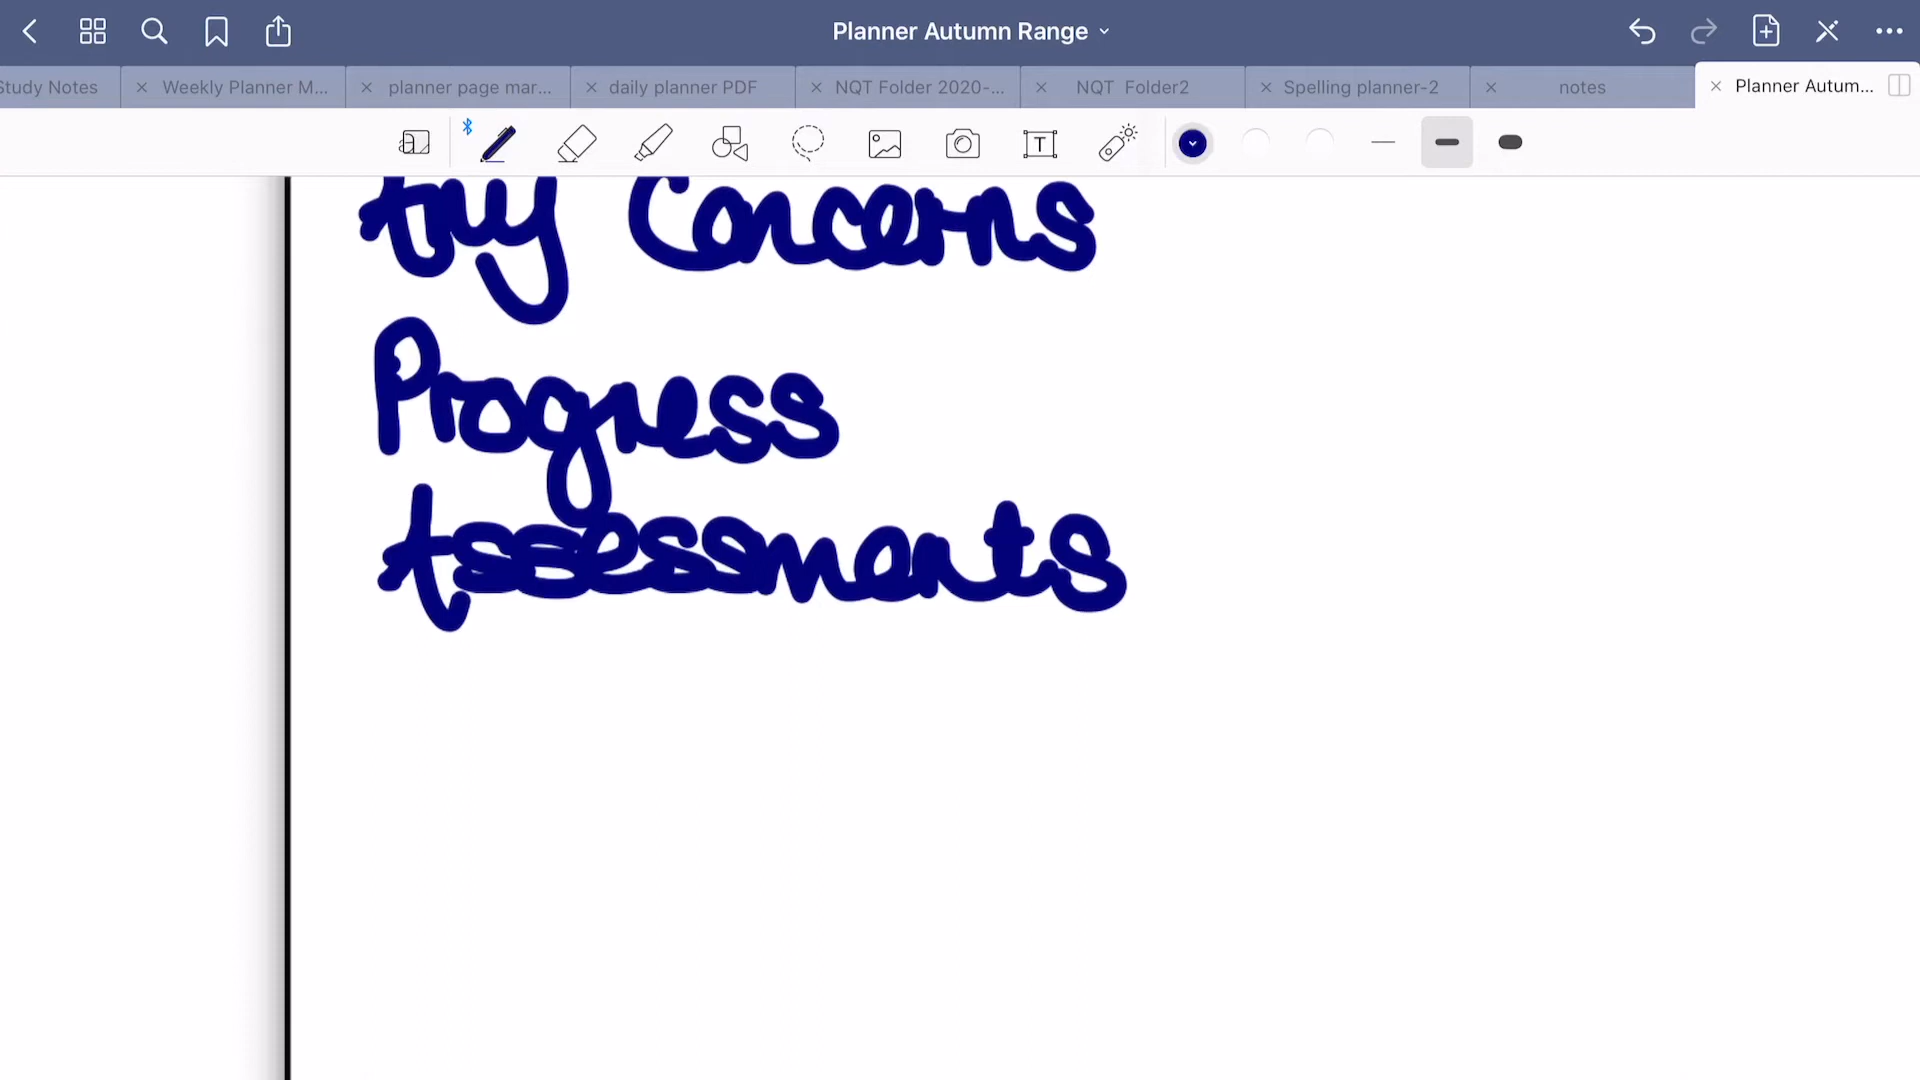 Planner Autumn Range
Study Notes
Weekly Planner M...
planner page mar...
daily planner PDF
NQT Folder 2020-...
NQT Folder2
Spelling planner-2
notes
Planner Autum...
Concerns
Progress
Assessments